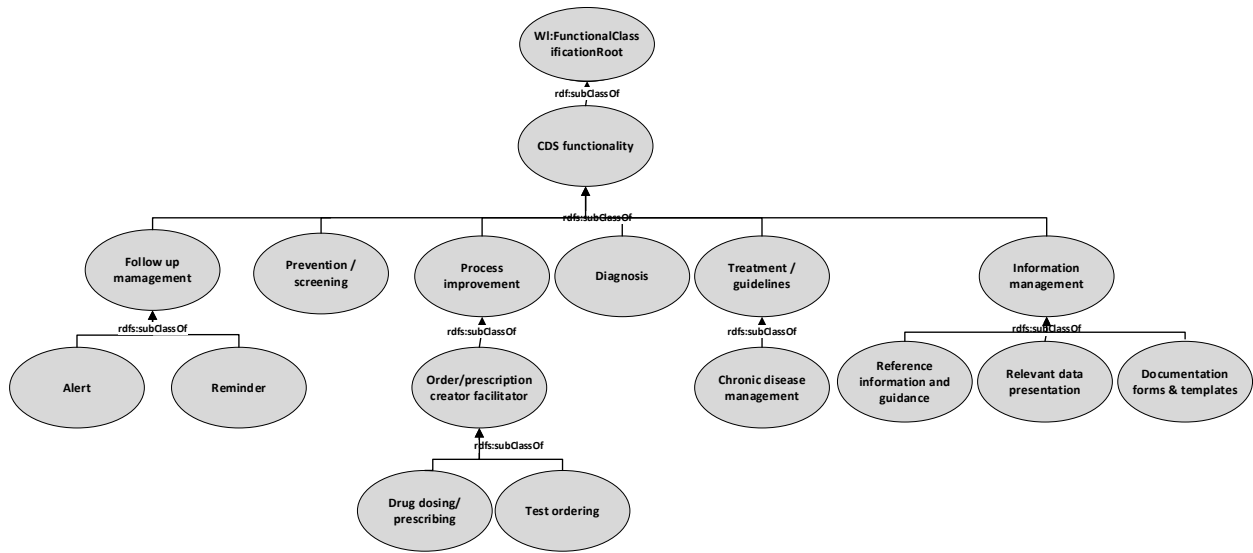 Wl:FunctionalClass
ificationRoot
rdf:subClassOf
CDS functionality
rdfs:subClassOf
Follow up
mamagement
Prevention /
screening
Process
improvement
Diagnosis
Treatment /
guidelines
Information
management
rdfs:subClassOf
rdfs:subClassOf
rdfs:subClassOf
rdfs:subClassOf
Alert
Reminder
Order/prescription
creator facilitator
Chronic disease
management
Reference
information and
guidance
Relevant data
presentation
Documentation
forms & templates
rdfs:subClassOf
Drug dosing/
prescribing
Test ordering